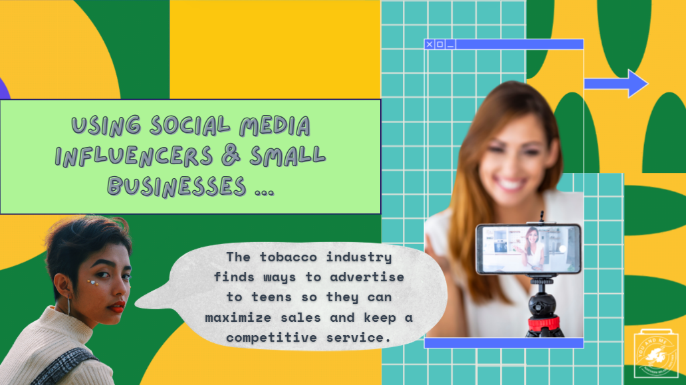 USING SOCIAL MEDIA
INFLUENCERS & SMALL
BUSINESSES ...
The tobacco industry
finds ways to advertise
to teens so they can
maximize sales and keep a
competitive service.